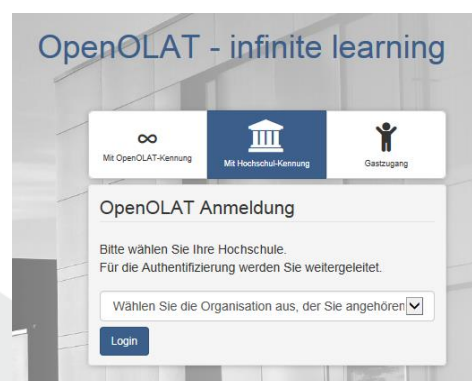 OpenOLAT - infinite learning
Mit OpenOLAT-Kennung
Mit Hochschul-Kennung
Gastzugang
OpenOLAT Anmeldung
Bitte wählen Sie Ihre Hochschule.
Für die Authentifizierung werden Sie weitergeleitet.
Wählen Sie die Organisation aus, der Sie angehören
Login